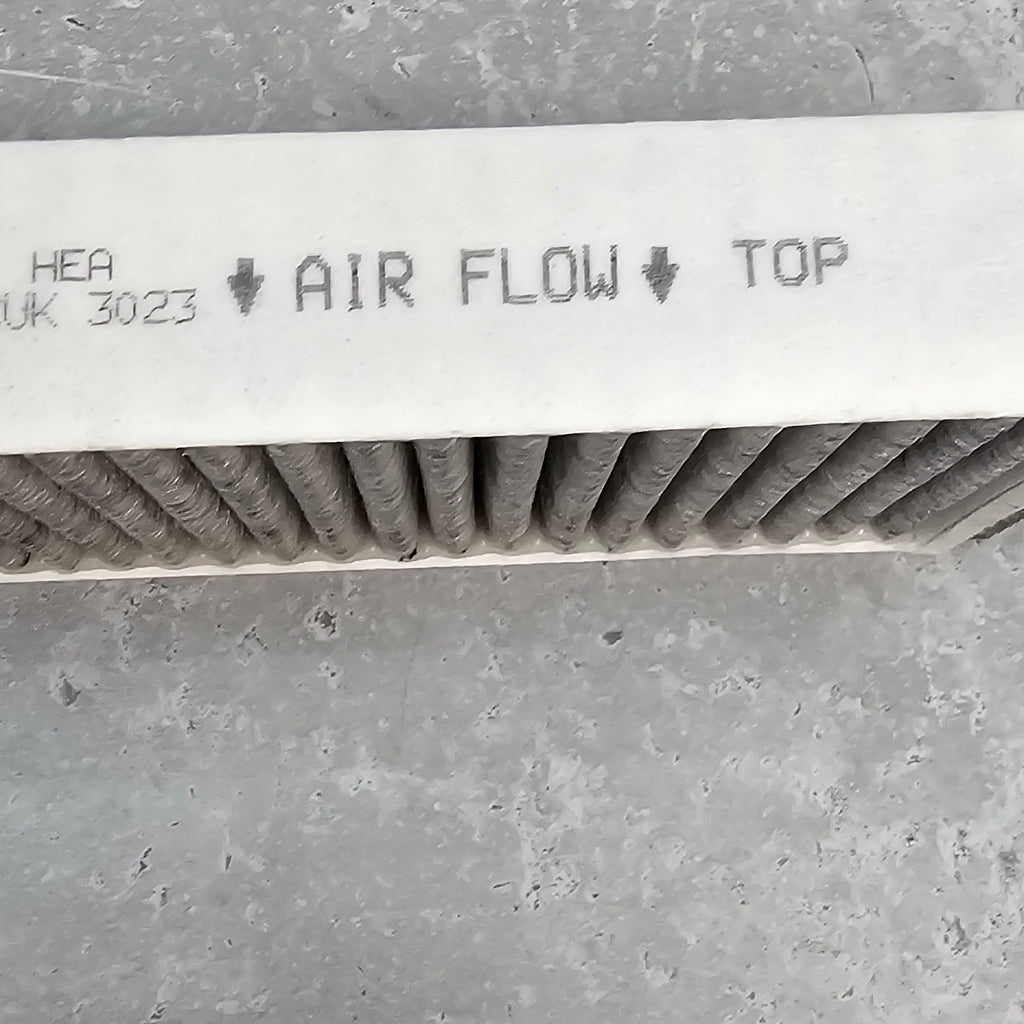 HEA
UK 3023
AIR FLOW TOP